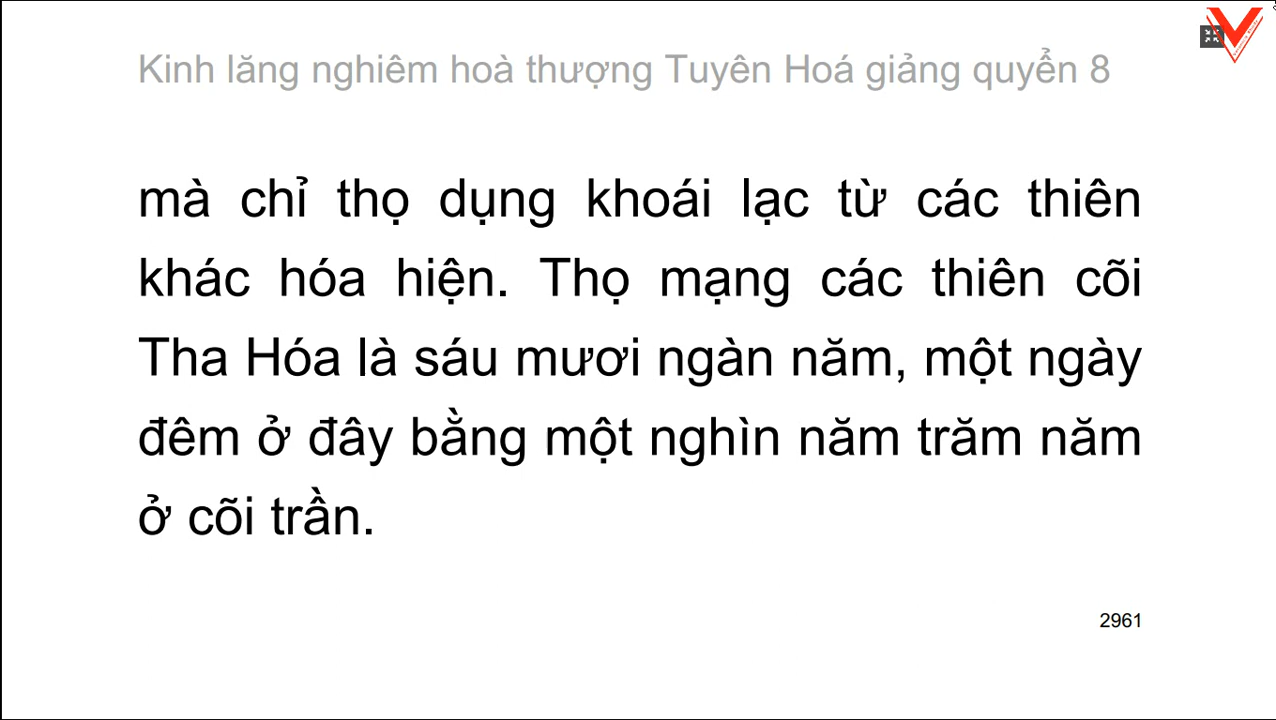 Kinh lăng nghiêm hoà thượng Tuyên Hoá giảng quyển 8
mà chỉ thọ dụng khoái lạc từ các thiên
khác hóa hiện. Thọ mạng các thiên cõi
Tha Hóa là sáu mươi ngàn năm, một ngày
đêm ở đây bằng một nghìn năm trăm năm
ở cõi trần.
2961